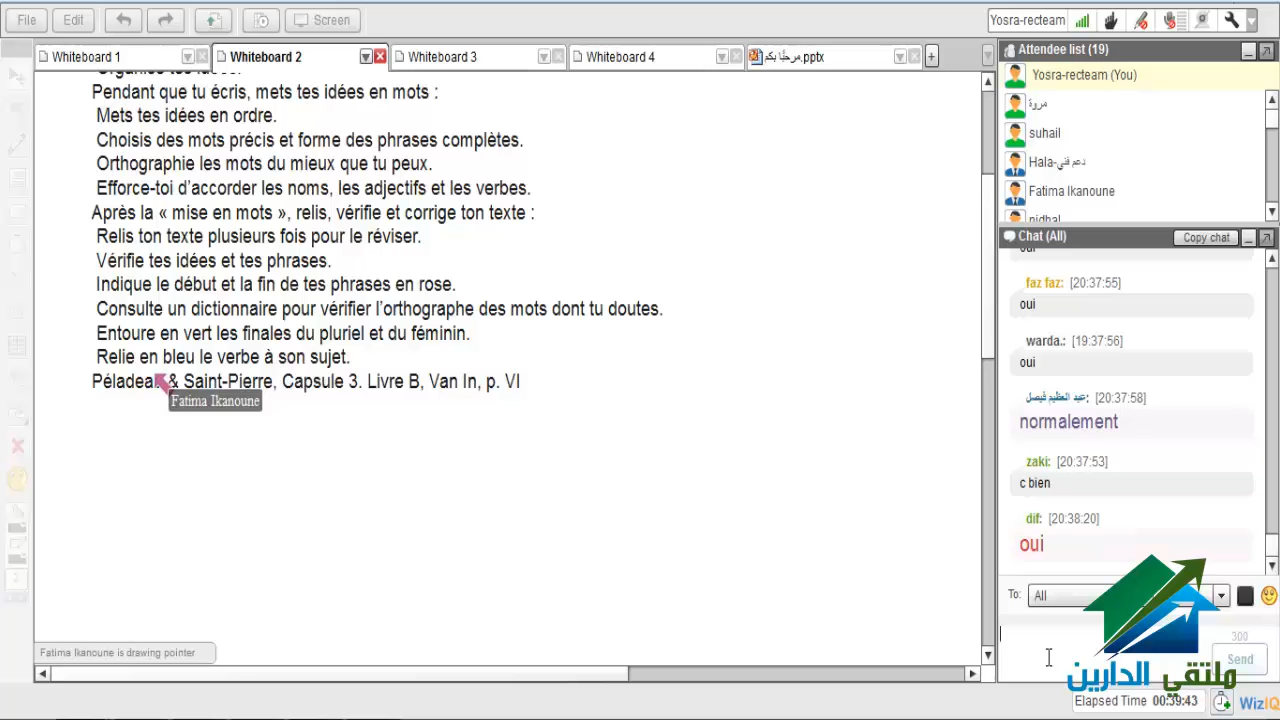 File
Edit
Screen
Yosra-recteam
Whiteboard 1
Whiteboard 2
Whiteboard 3
Whiteboard 4
مرحبًا بكم.pptx
Organise tes idées.
Pendant que tu écris, mets tes idées en mots :
Mets tes idées en ordre.
Choisis des mots précis et forme des phrases complètes.
Orthographie les mots du mieux que tu peux.
Efforce-toi d'accorder les noms, les adjectifs et les verbes.
Après la « mise en mots », relis, vérifie et corrige ton texte :
Relis ton texte plusieurs fois pour le réviser.
Vérifie tes idées et tes phrases.
Indique le début et la fin de tes phrases en rose.
Consulte un dictionnaire pour vérifier l'orthographe des mots dont tu doutes.
Entoure en vert les finales du pluriel et du féminin.
Relie en bleu le verbe à son sujet.
& Saint-Pierre, Capsule 3. Livre B, Van In, p. VI
Fatima Ikanoune
Fatima Ikanoune is drawing pointer
Attendee list (19)
Yosra-recteam (You)
مروة
suhail
Hala-دعم فني
Fatima Ikanoune
nidhal
Chat (All)
Copy chat
oui
faz faz: [20:37:55]
oui
warda.: [19:37:56]
oui
عبد العظيم فيصل: [20:37:58]
normalement
zaki: [20:37:53]
c bien
dif: [20:38:20]
oui
To:
All
300
Send
ملتقي الدارين
Elapsed Time 00:39:43
WizIQ